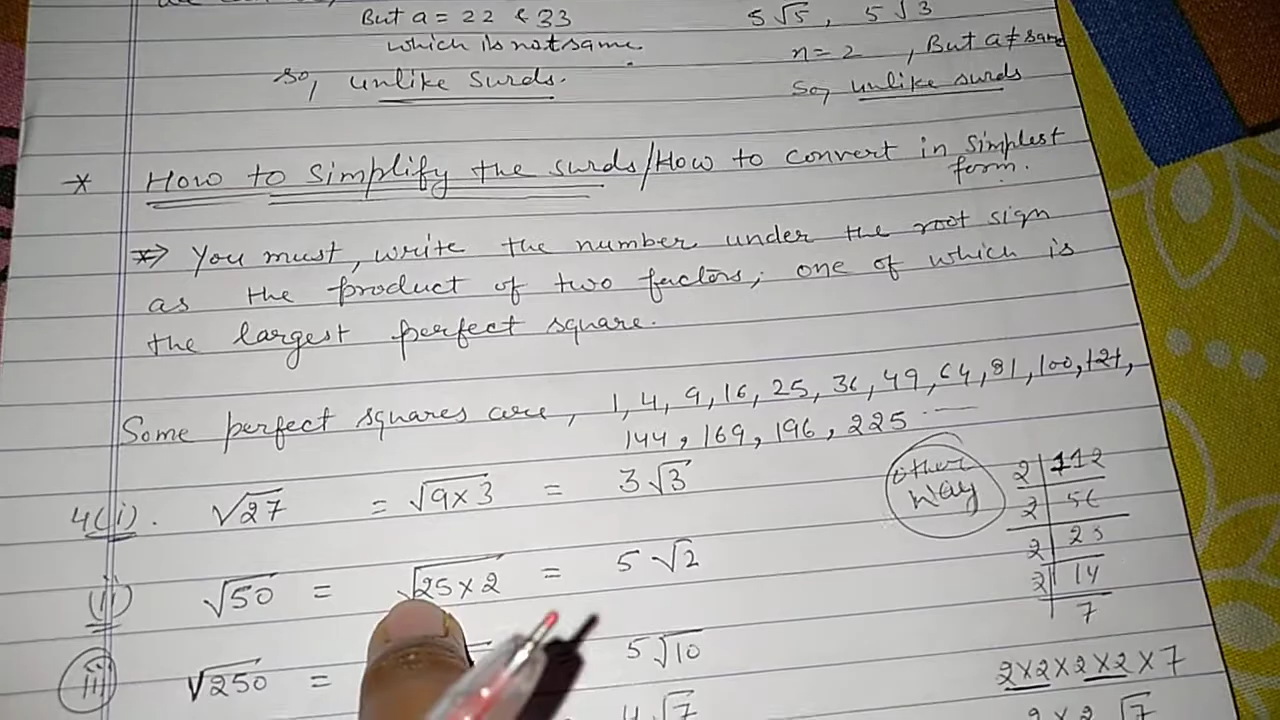 But a = 22 & 33
5√5 , 5√3
which is not same.
n = 2 , But a ≠ same
so, unlike surds.
so, unlike surds
* How to simplify the surds/How to convert in simplest form.
⇒ You must, write the number under the root sign
as the product of two factors, one of which is
the largest perfect square.
Some perfect squares are, 1, 4, 9, 16, 25, 36, 49, 64, 81, 100, 121,
144, 169, 196, 225 ....
4(i). √27 = √9×3 = 3√3
(ii) √50 = √25×2 = 5√2
(iii) √250 = 5√10
4√7
other
way
2 | 112
2 | 56
2 | 28
2 | 14
7
2×2×2×2×7
2×2√7